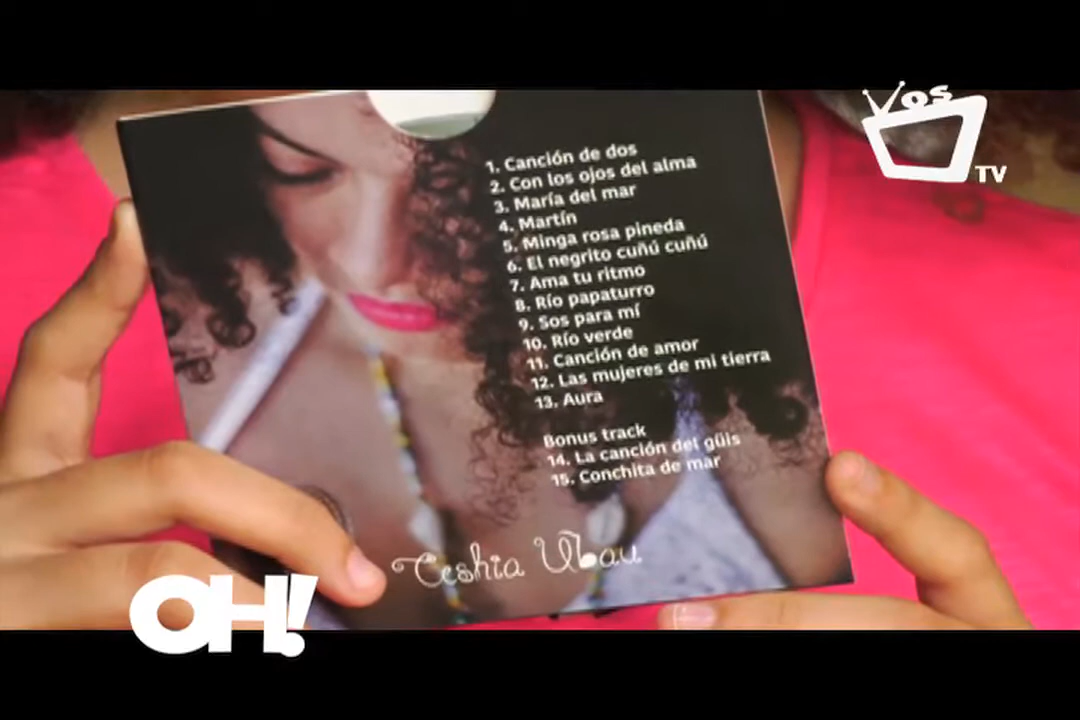 VOS
TV
1. Canción de dos
2. Con los ojos del alma
3. María del mar
4. Martín
5. Minga rosa pineda
6. El negrito cuñú cuñú
7. Ama tu ritmo
8. Río papaturro
9. Sos para mí
10. Río verde
11. Canción de amor
12. Las mujeres de mi tierra
13. Aura
Bonus track
14. La canción del güis
15. Conchita de mar
Ceshia Ubau
OH!